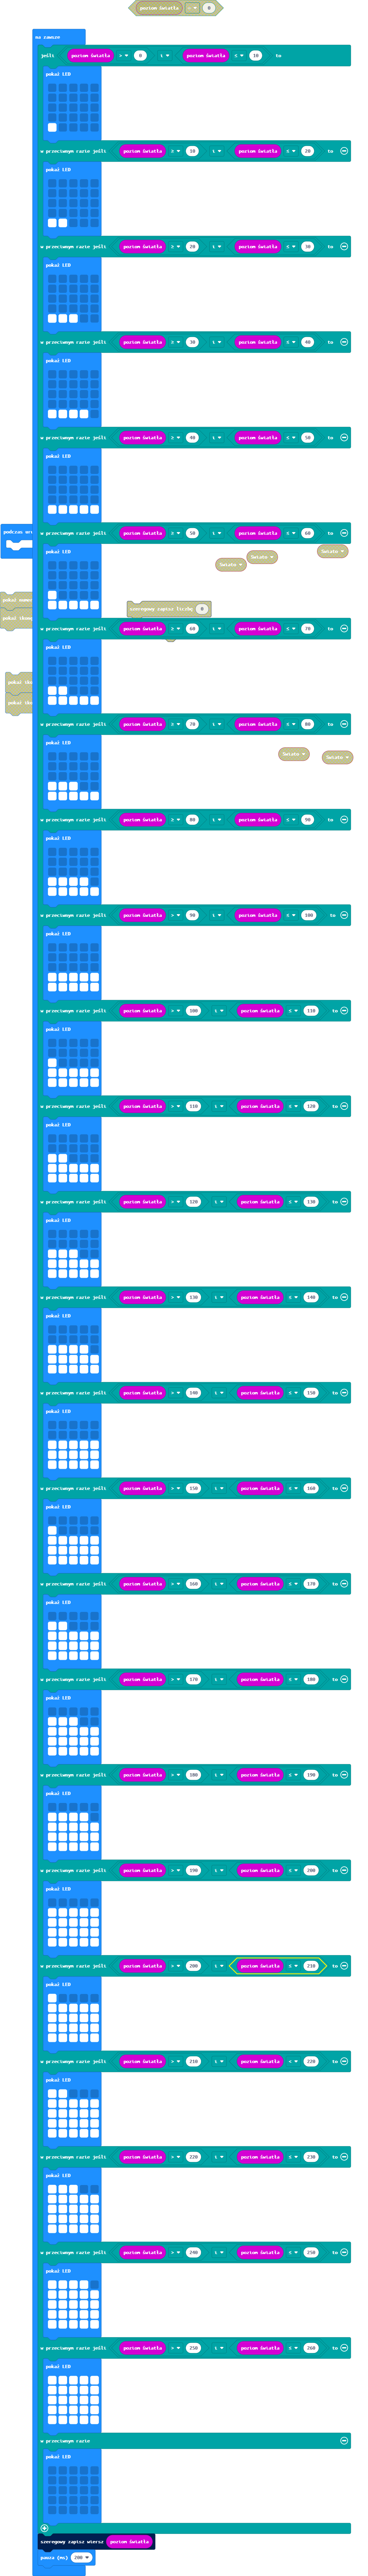 poziom światła = 0
na zawsze
jeśli poziom światła > 0 i poziom światła ≤ 10 to
pokaż LED
w przeciwnym razie jeśli poziom światła ≥ 10 i poziom światła ≤ 20 to
pokaż LED
w przeciwnym razie jeśli poziom światła ≥ 20 i poziom światła ≤ 30 to
pokaż LED
w przeciwnym razie jeśli poziom światła ≥ 30 i poziom światła ≤ 40 to
pokaż LED
w przeciwnym razie jeśli poziom światła ≥ 40 i poziom światła ≤ 50 to
pokaż LED
podczas
w przeciwnym razie jeśli poziom światła ≥ 50 i poziom światła ≤ 60 to
pokaż LED
światło
światło
światło
pokaż
szeregowy zapisz liczbę 0
pokaż
w przeciwnym razie jeśli poziom światła ≥ 60 i poziom światła ≤ 70 to
pokaż LED
pokaż
pokaż
w przeciwnym razie jeśli poziom światła ≥ 70 i poziom światła ≤ 80 to
pokaż LED
światło
światło
w przeciwnym razie jeśli poziom światła ≥ 80 i poziom światła ≤ 90 to
pokaż LED
w przeciwnym razie jeśli poziom światła ≥ 90 i poziom światła ≤ 100 to
pokaż LED
w przeciwnym razie jeśli poziom światła > 100 i poziom światła ≤ 110 to
pokaż LED
w przeciwnym razie jeśli poziom światła > 110 i poziom światła ≤ 120 to
pokaż LED
w przeciwnym razie jeśli poziom światła > 120 i poziom światła ≤ 130 to
pokaż LED
w przeciwnym razie jeśli poziom światła > 130 i poziom światła ≤ 140 to
pokaż LED
w przeciwnym razie jeśli poziom światła > 140 i poziom światła ≤ 150 to
pokaż LED
w przeciwnym razie jeśli poziom światła > 150 i poziom światła ≤ 160 to
pokaż LED
w przeciwnym razie jeśli poziom światła > 160 i poziom światła ≤ 170 to
pokaż LED
w przeciwnym razie jeśli poziom światła > 170 i poziom światła ≤ 180 to
pokaż LED
w przeciwnym razie jeśli poziom światła > 180 i poziom światła ≤ 190 to
pokaż LED
w przeciwnym razie jeśli poziom światła > 190 i poziom światła ≤ 200 to
pokaż LED
w przeciwnym razie jeśli poziom światła > 200 i poziom światła ≤ 210 to
pokaż LED
w przeciwnym razie jeśli poziom światła > 210 i poziom światła < 220 to
pokaż LED
w przeciwnym razie jeśli poziom światła > 220 i poziom światła ≤ 230 to
pokaż LED
w przeciwnym razie jeśli poziom światła > 240 i poziom światła ≤ 250 to
pokaż LED
w przeciwnym razie jeśli poziom światła > 250 i poziom światła ≤ 260 to
pokaż LED
w przeciwnym razie
pokaż LED
szeregowy zapisz wiersz poziom światła
pauza (ms) 200